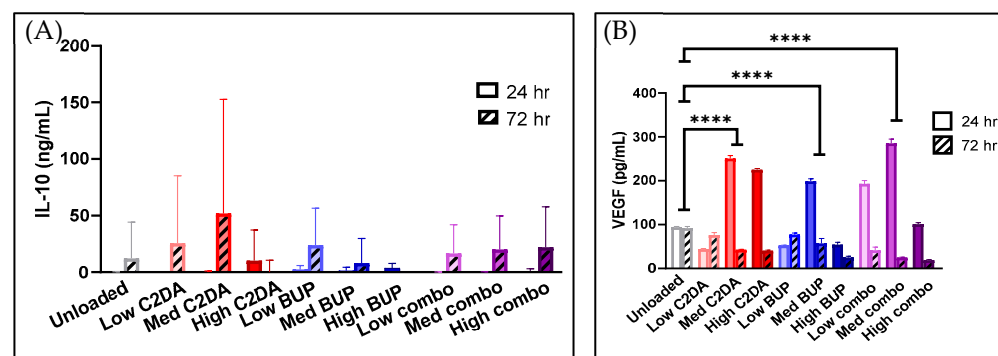 (A)
200
150
100
50
0
IL-10 (ng/mL)
24 hr
72 hr
Unloaded
Low C2DA
Med C2DA
High C2DA
Low BUP
Med BUP
High BUP
Low combo
Med combo
High combo
(B)
****
****
****
400
300
200
100
0
VEGF (pg/mL)
24 hr
72 hr
Unloaded
Low C2DA
Med C2DA
High C2DA
Low BUP
Med BUP
High BUP
Low combo
Med combo
High combo